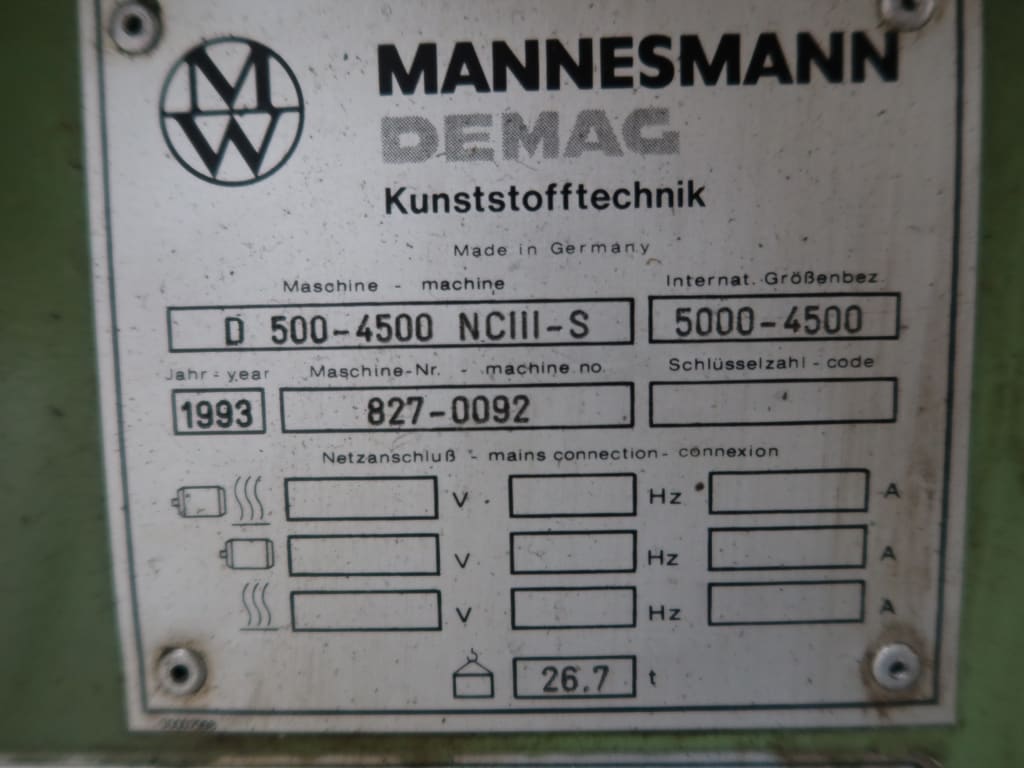 MW
MANNESMANN
DEMAG
Kunststofftechnik
Made in Germany
Maschine - machine Internat. Größenbez.
D 500-4500 NCIII-S 5000-4500
Jahr - year Maschine-Nr. - machine no. Schlüsselzahl - code
1993 827-0092
Netzanschluß - mains connection - connexion
V Hz A
V Hz A
V Hz A
26.7 t